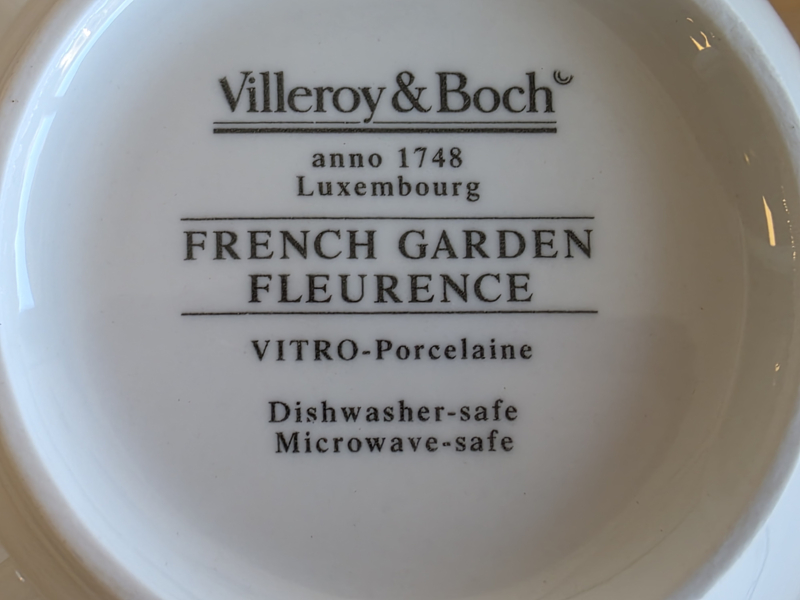 Villeroy & Boch©
anno 1748
Luxembourg
FRENCH GARDEN
FLEURENCE
VITRO-Porcelaine
Dishwasher-safe
Microwave-safe